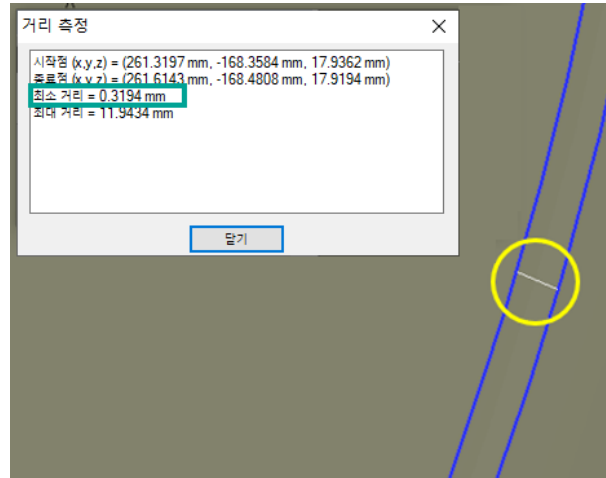 거리 측정
시작점 (x,y,z) = (261.3197 mm, -168.3584 mm, 17.9362 mm)
종료점 (x,y,z) = (261.6143 mm, -168.4808 mm, 17.9194 mm)
최소 거리 = 0.3194 mm
최대 거리 = 11.9434 mm
닫기